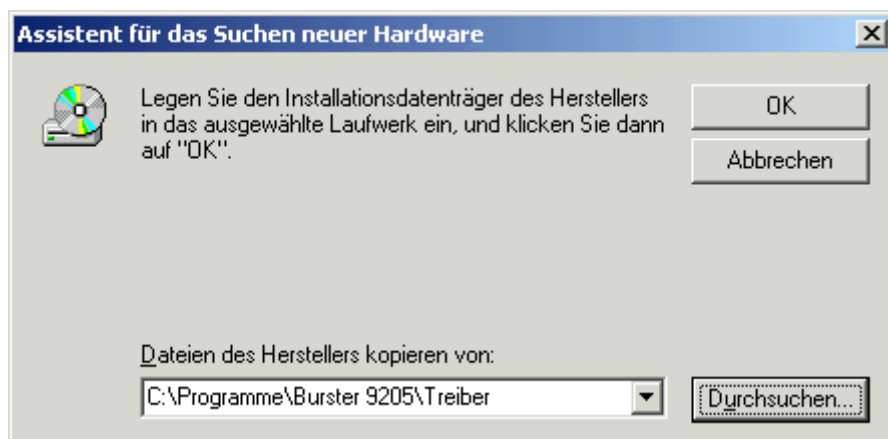 Assistent für das Suchen neuer Hardware
Legen Sie den Installationsdatenträger des Herstellers
in das ausgewählte Laufwerk ein, und klicken Sie dann
auf "OK".
OK
Abbrechen
Dateien des Herstellers kopieren von:
C:\Programme\Burster 9205\Treiber
Durchsuchen...